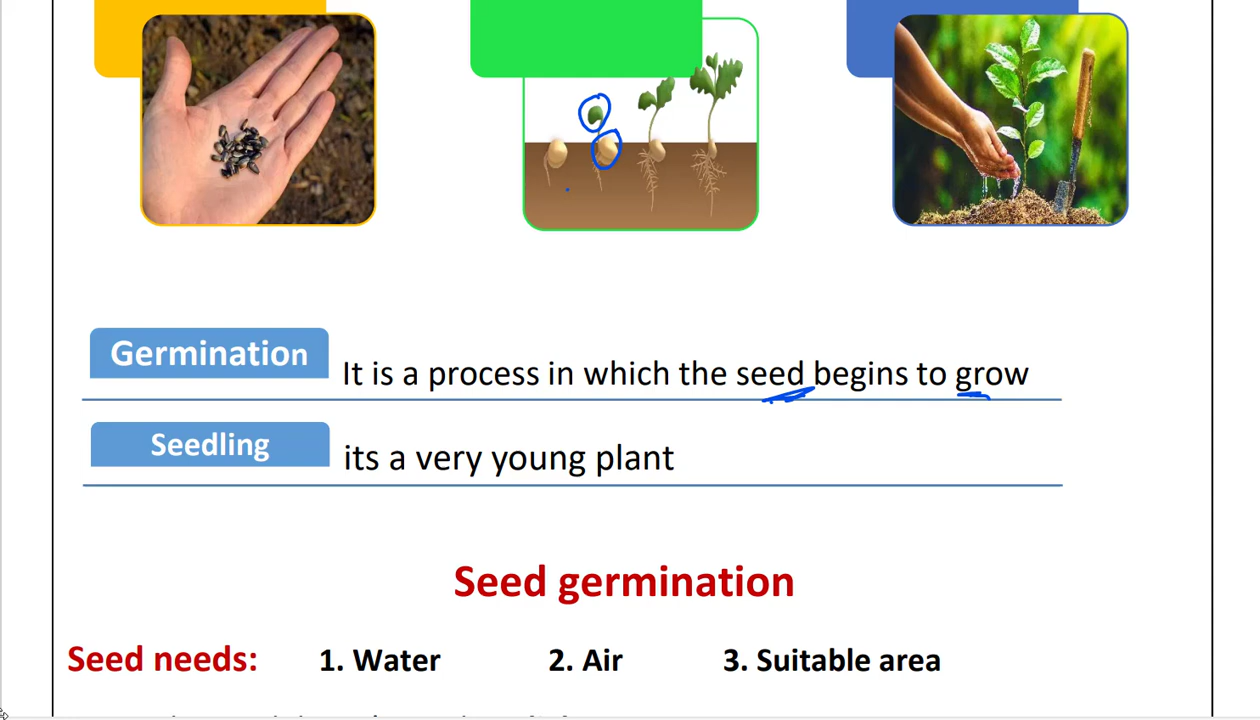 Germination It is a process in which the seed begins to grow
Seedling its a very young plant
Seed germination
Seed needs: 1. Water 2. Air 3. Suitable area